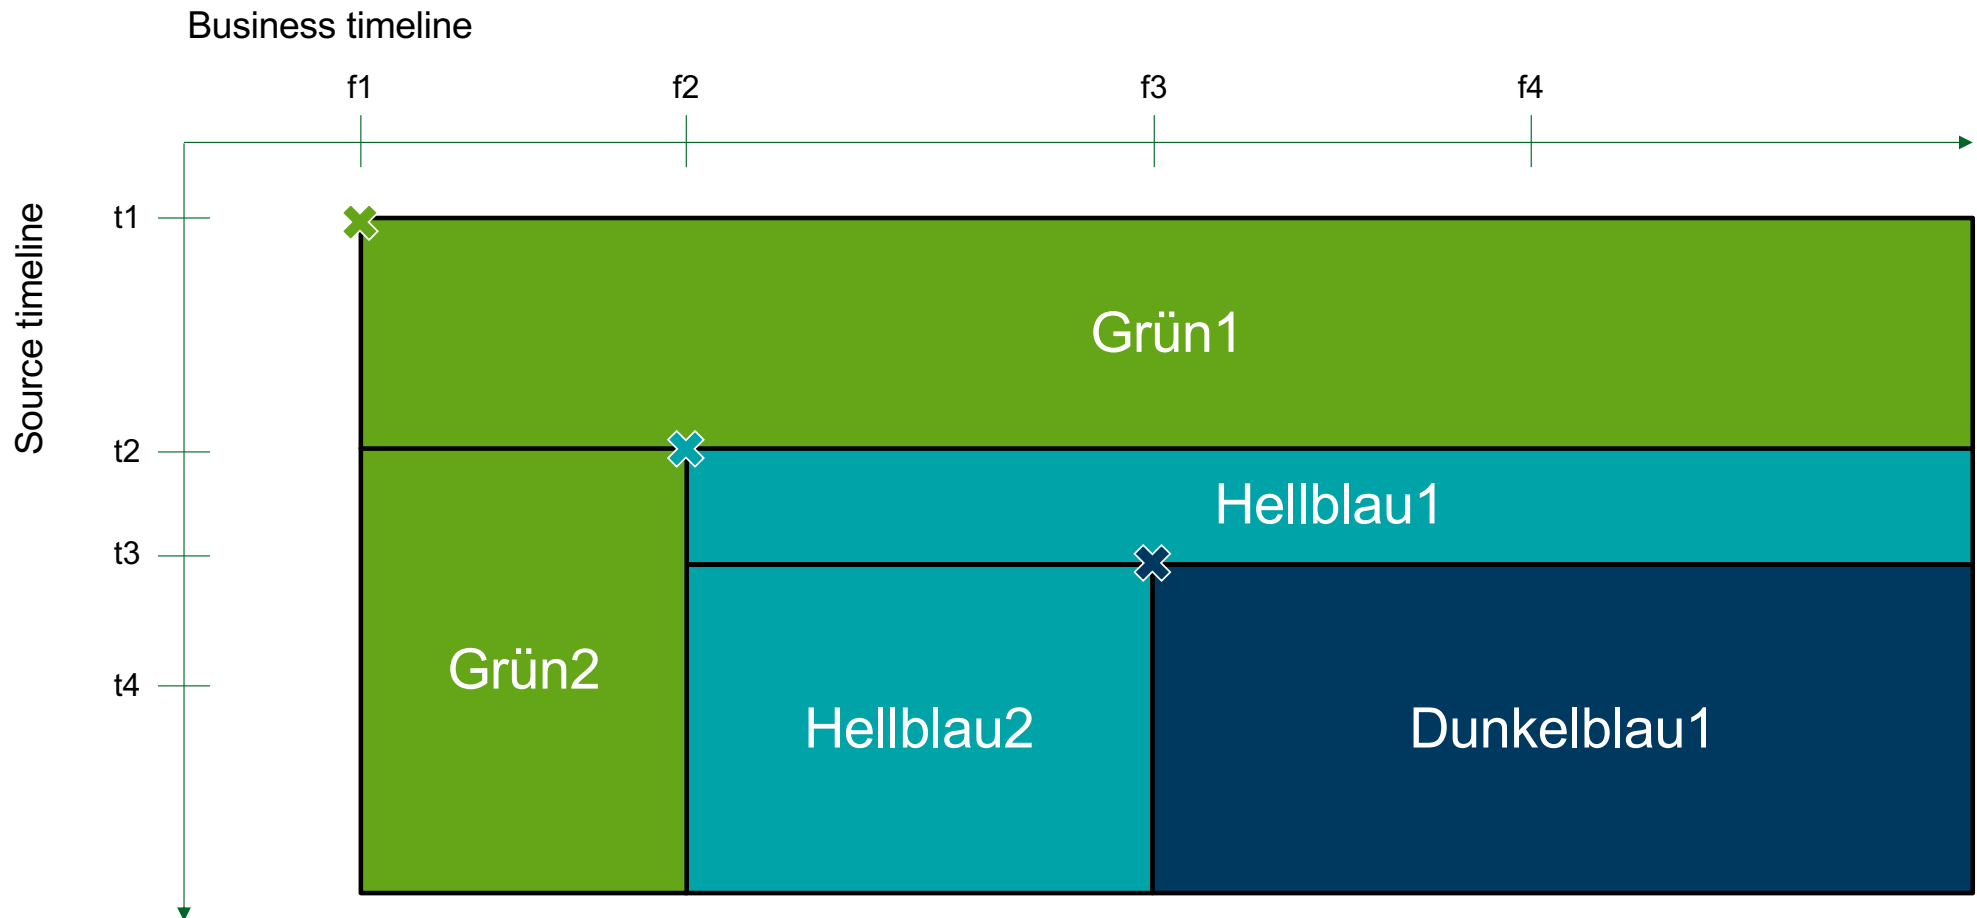 Business timeline
f1
f2
f3
f4
Source timeline
t1
t2
t3
t4
Grün1
Hellblau1
Grün2
Hellblau2
Dunkelblau1